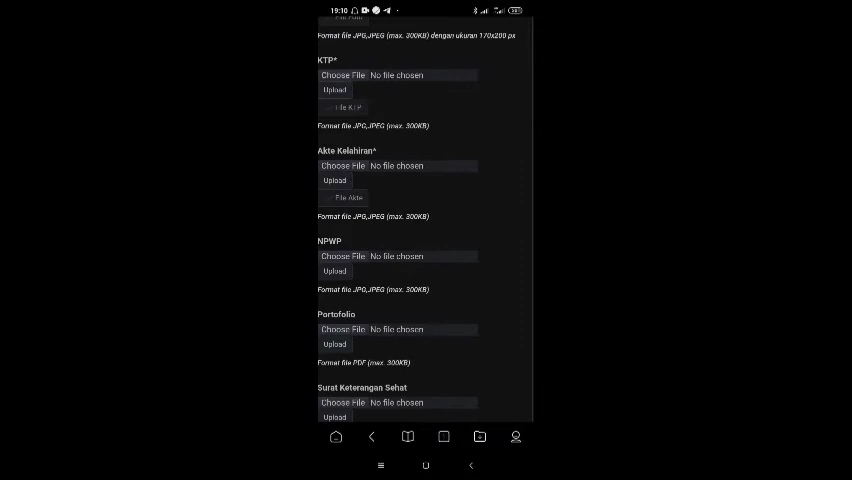 19:10
Format file JPG,JPEG (max. 300KB) dengan ukuran 170x200 px
KTP*
Choose File No file chosen
Upload
File KTP
Format file JPG,JPEG (max. 300KB)
Akte Kelahiran*
Choose File No file chosen
Upload
File Akte
Format file JPG,JPEG (max. 300KB)
NPWP
Choose File No file chosen
Upload
Format file JPG,JPEG (max. 300KB)
Portofolio
Choose File No file chosen
Upload
Format file PDF (max. 300KB)
Surat Keterangan Sehat
Choose File No file chosen
Upload